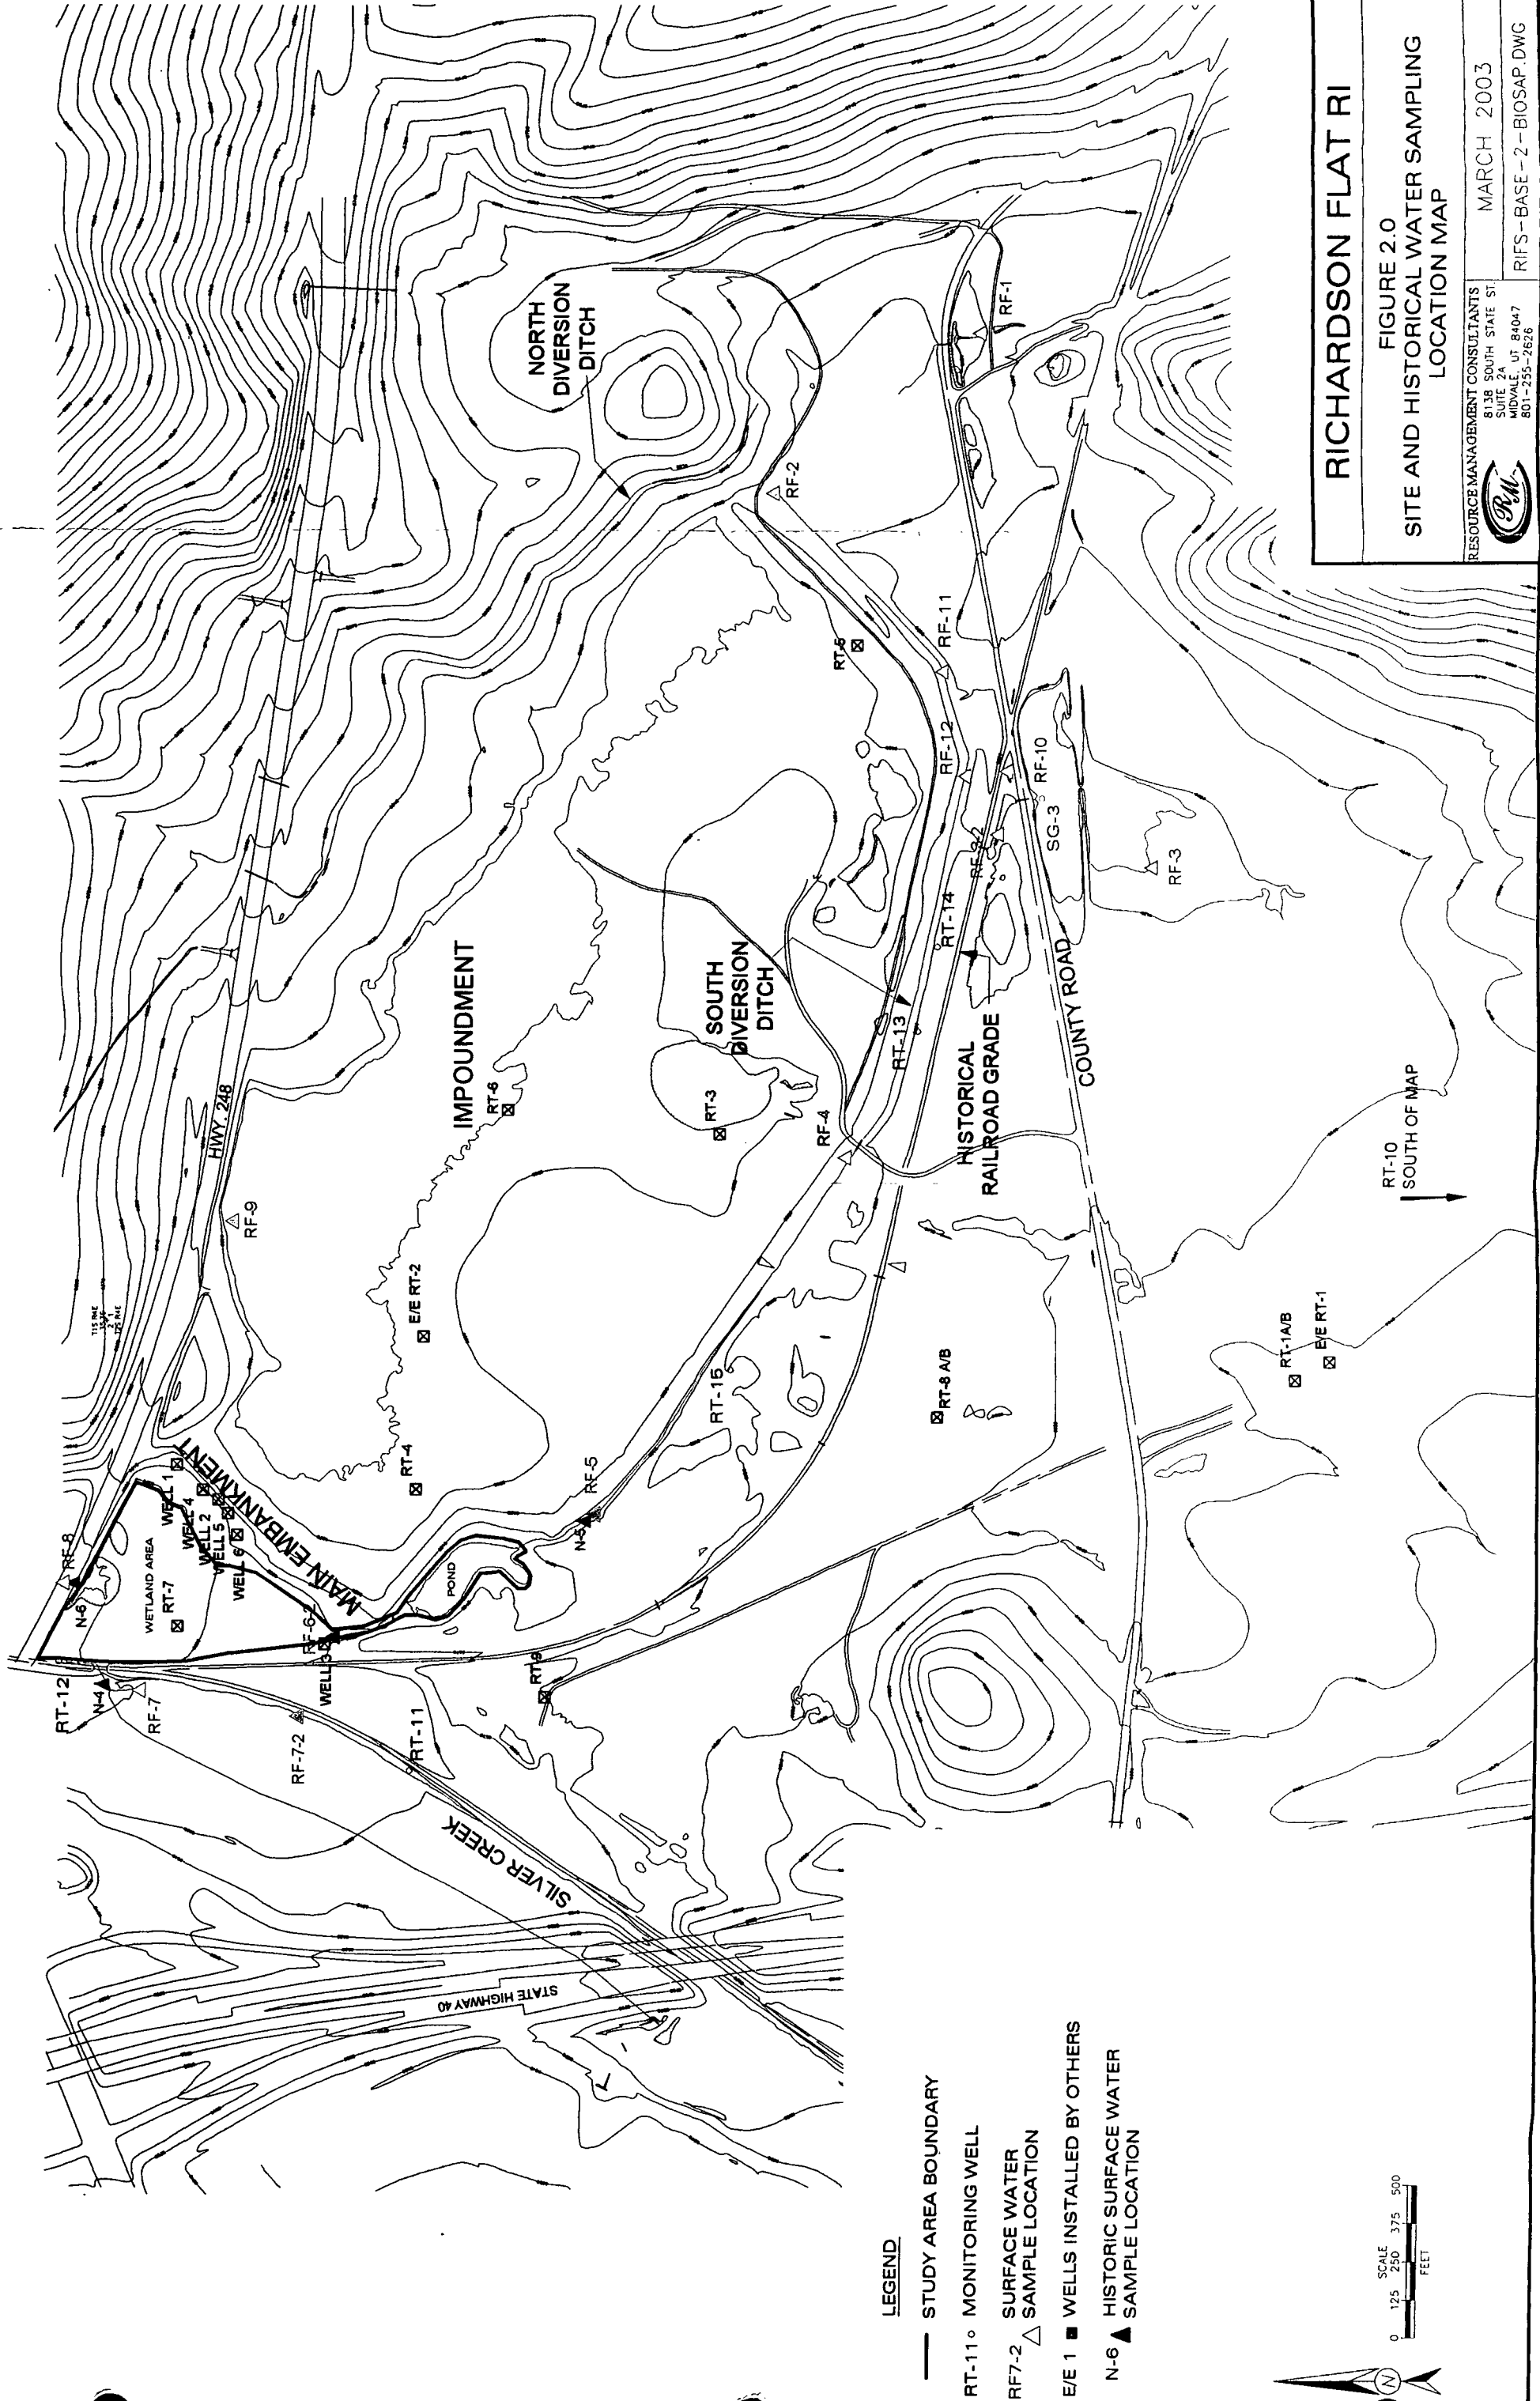 RICHARDSON FLAT RI
FIGURE 2.0
SITE AND HISTORICAL WATER SAMPLING
LOCATION MAP
RESOURCE MANAGEMENT CONSULTANTS
8138 SOUTH STATE ST.
SUITE 2A
MIDVALE, UT 84047
801-255-2626
RM
MARCH 2003
RIFS-BASE-2-BIOSAP.DWG
LEGEND
STUDY AREA BOUNDARY
RT-11 MONITORING WELL
RF7-2 SURFACE WATER
SAMPLE LOCATION
E/E 1 WELLS INSTALLED BY OTHERS
N-6 HISTORIC SURFACE WATER
SAMPLE LOCATION
SCALE
0 125 250 375 500
FEET
N
STATE HIGHWAY 40
SILVER CREEK
RT-12
N-4
RF-7
RF-7-2
RT-11
RF-8
N-6
WETLAND AREA
RT-7
WELL 1
WELL 4
WELL 2
WELL 5
WELL 6
WELL 3
RF-6-2
MAIN EMBANKMENT
POND
RT-9
N-5
RF-5
RT-4
E/E RT-2
RF-9
HWY. 248
IMPOUNDMENT
RT-6
RT-3
RF-4
RT-15
RT-8 A/B
RT-1A/B
E/E RT-1
RT-10
SOUTH OF MAP
SOUTH
DIVERSION
DITCH
RT-13
RT-14
HISTORICAL
RAILROAD GRADE
COUNTY ROAD
RF-3-2
SG-3
RF-10
RF-3
RF-12
RF-11
RT-5
RF-2
NORTH
DIVERSION
DITCH
RF-1